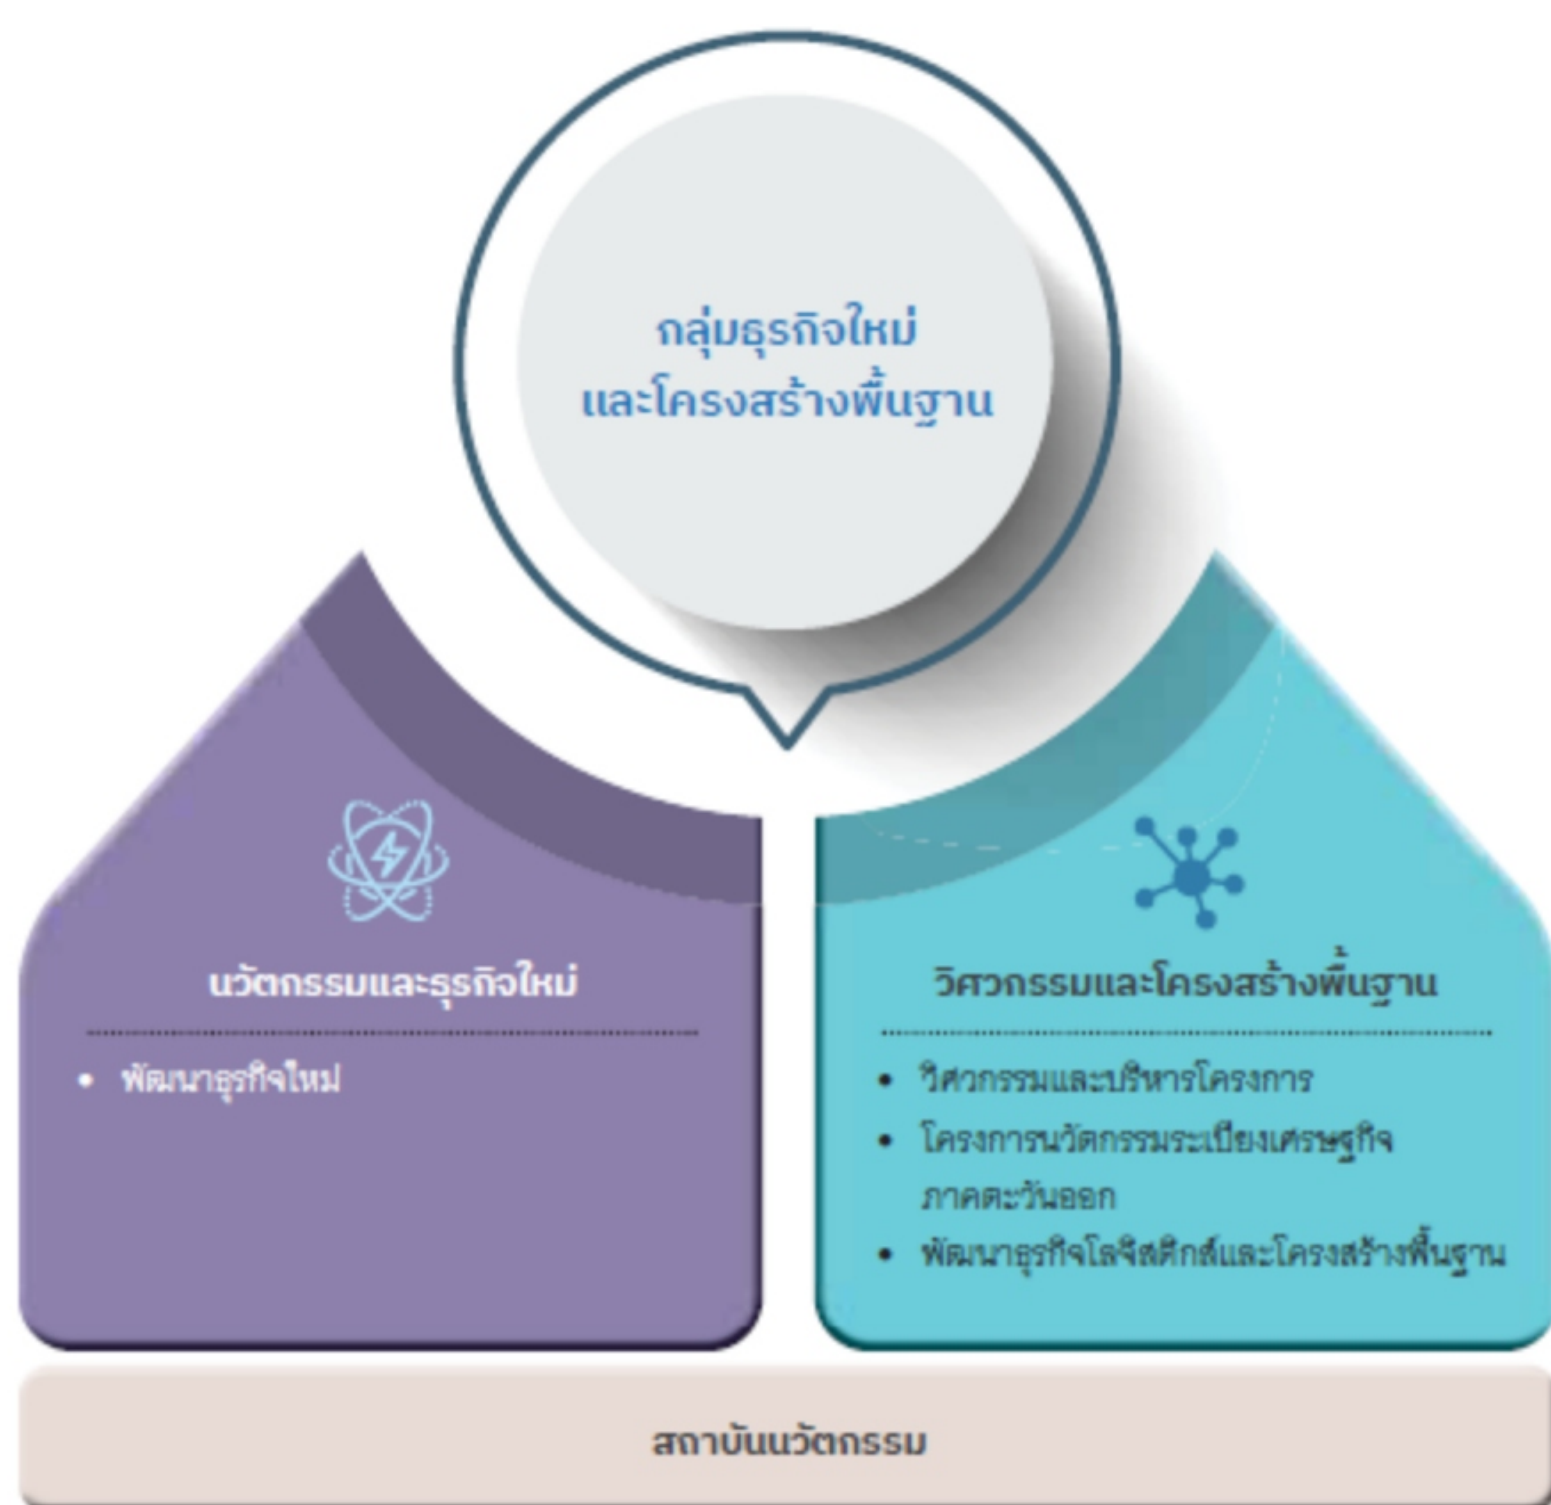 กลุ่มธุรกิจใหม่
และโครงสร้างพื้นฐาน
นวัตกรรมและธุรกิจใหม่
• พัฒนาธุรกิจใหม่
วิศวกรรมและโครงสร้างพื้นฐาน
• วิศวกรรมและบริหารโครงการ
• โครงการนวัตกรรมระเบียงเศรษฐกิจ
ภาคตะวันออก
• พัฒนาธุรกิจโลจิสติกส์และโครงสร้างพื้นฐาน
สถาบันนวัตกรรม